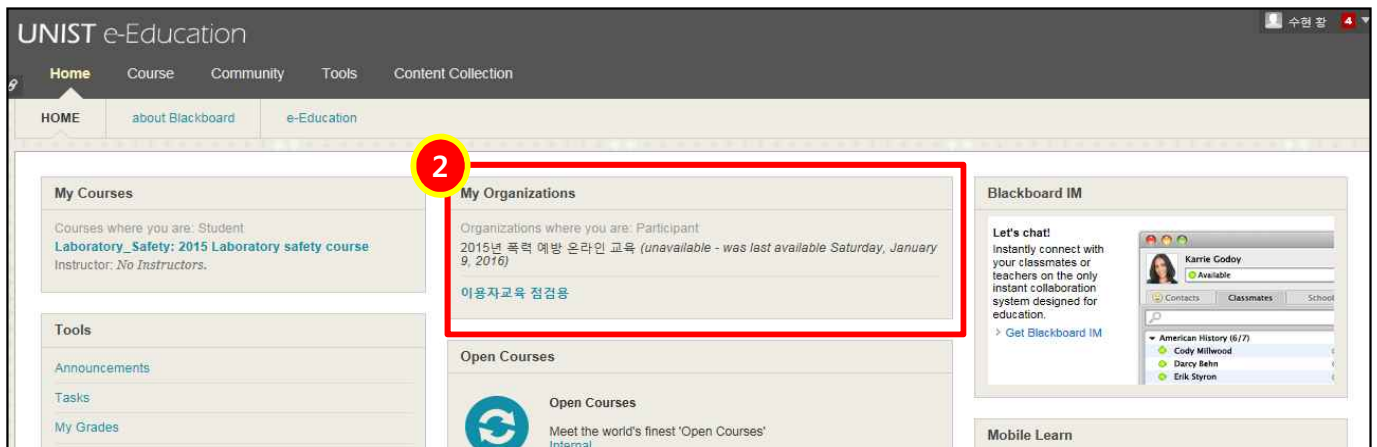 UNIST e-Education
수현 황 4
Home Course Community Tools Content Collection
HOME about Blackboard e-Education
2
My Courses
Courses where you are: Student
Laboratory_Safety: 2015 Laboratory safety course
Instructor: No Instructors.
Tools
Announcements
Tasks
My Grades
My Organizations
Organizations where you are: Participant
2015년 폭력 예방 온라인 교육 (unavailable - was last available Saturday, January
9, 2016)
이용자교육 점검용
Open Courses
Open Courses
Meet the world's finest 'Open Courses'
Internal
Blackboard IM
Let's chat!
Instantly connect with
your classmates or
teachers on the only
instant collaboration
system designed for
education.
> Get Blackboard IM
Karrie Godoy
Available
Contacts Classmates School
American History (6/7)
Cody Millwood
Darcy Behn
Erik Styron
Mobile Learn